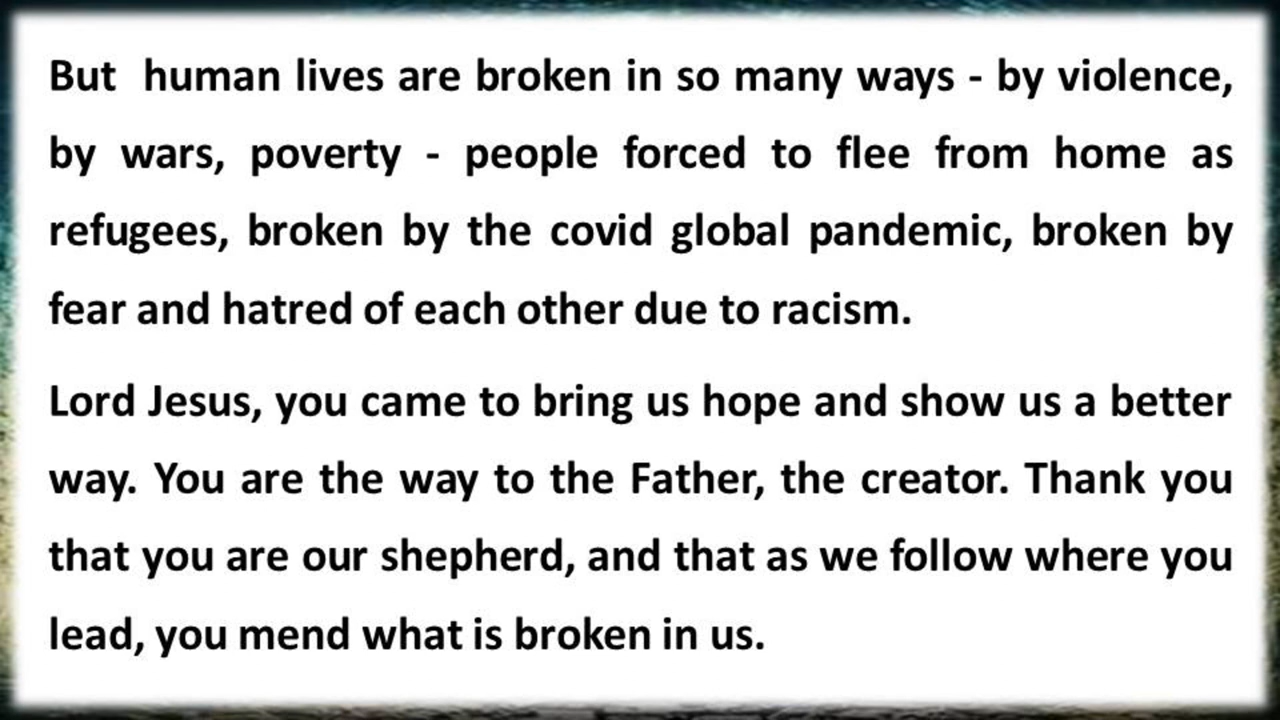 But  human lives are broken in so many ways - by violence,
by wars, poverty - people forced to flee from home as
refugees, broken by the covid global pandemic, broken by
fear and hatred of each other due to racism.
Lord Jesus, you came to bring us hope and show us a better
way. You are the way to the Father, the creator. Thank you
that you are our shepherd, and that as we follow where you
lead, you mend what is broken in us.